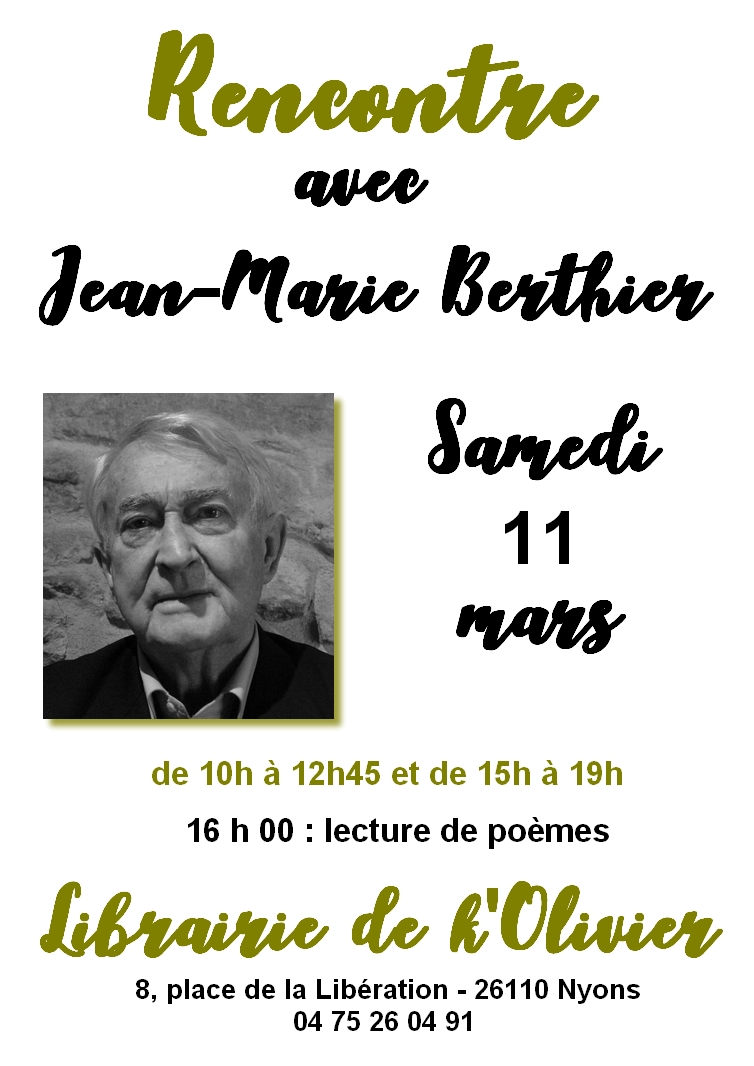 Rencontre
avec
Jean-Marie Berthier
Samedi
11
mars
de 10h à 12h45 et de 15h à 19h
16 h 00 : lecture de poèmes
Librairie de k'Olivier
8, place de la Libération - 26110 Nyons
04 75 26 04 91